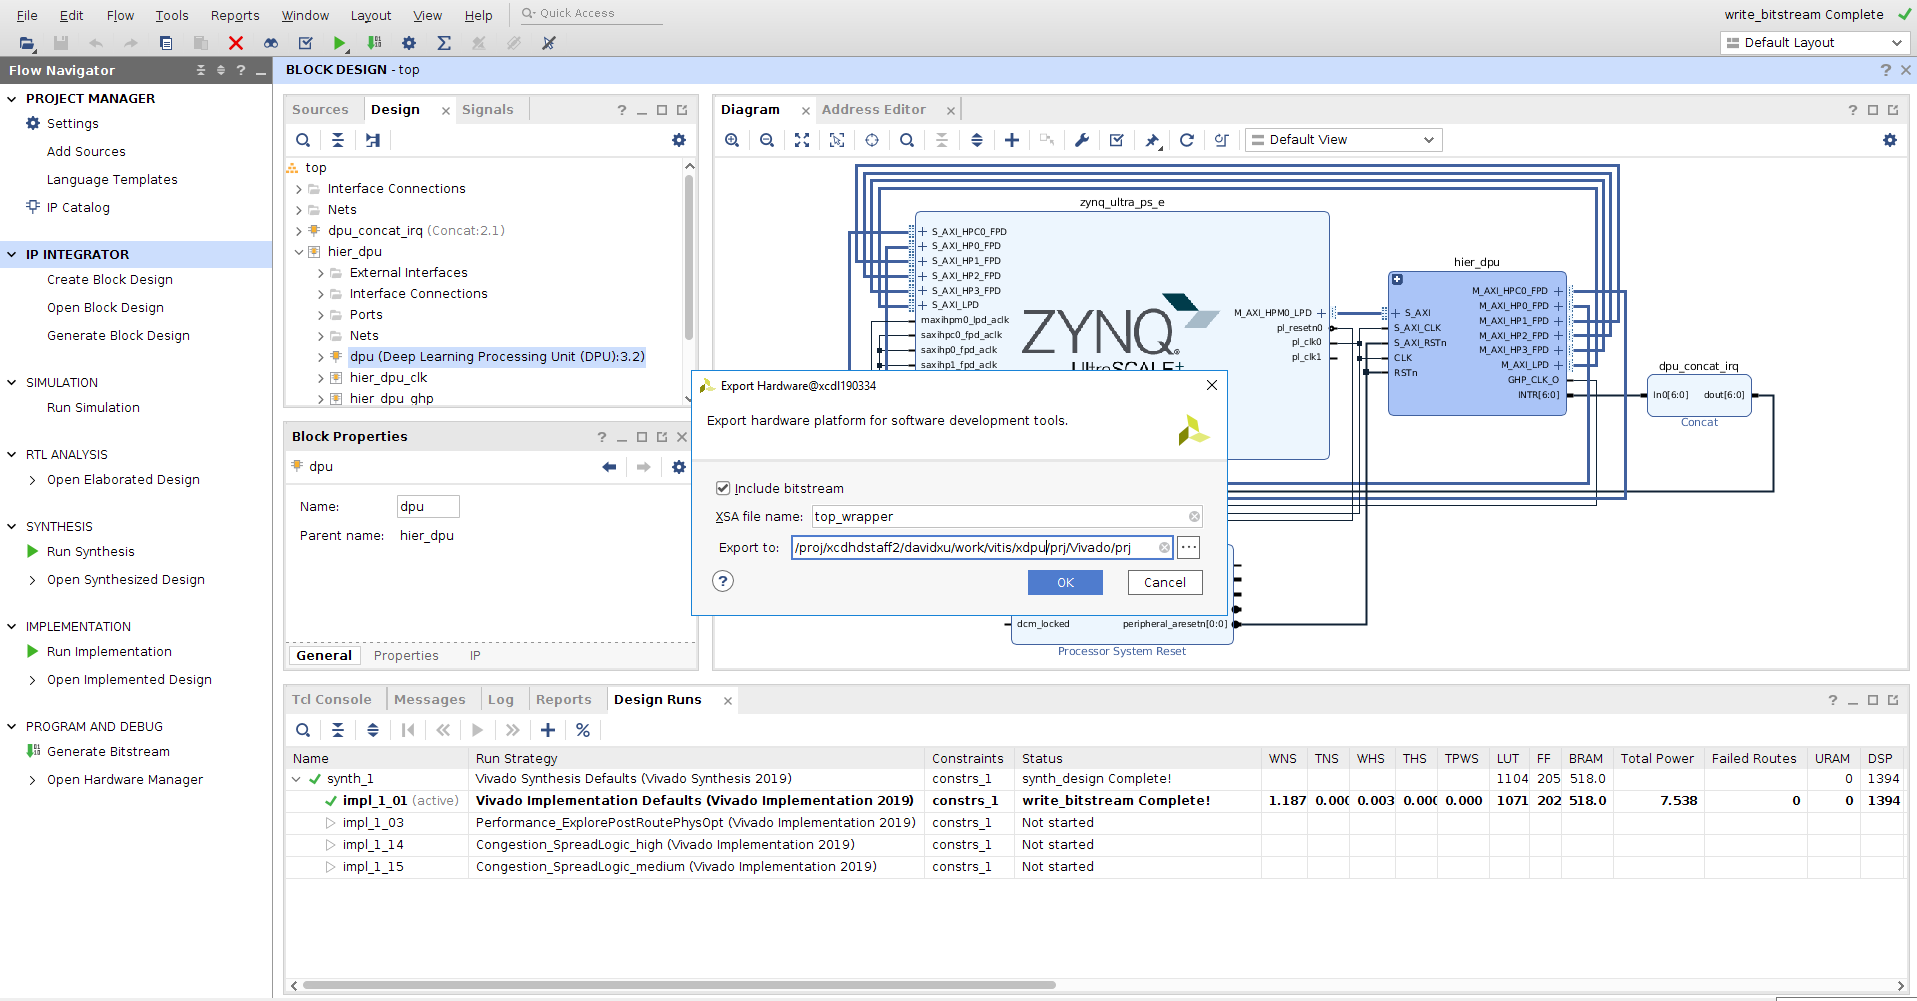 File Edit Flow Tools Reports Window Layout View Help Quick Access
write_bitstream Complete
Default Layout
Flow Navigator
PROJECT MANAGER
Settings
Add Sources
Language Templates
IP Catalog
IP INTEGRATOR
Create Block Design
Open Block Design
Generate Block Design
SIMULATION
Run Simulation
RTL ANALYSIS
Open Elaborated Design
SYNTHESIS
Run Synthesis
Open Synthesized Design
IMPLEMENTATION
Run Implementation
Open Implemented Design
PROGRAM AND DEBUG
Generate Bitstream
Open Hardware Manager
BLOCK DESIGN - top
Sources Design Signals
top
Interface Connections
Nets
dpu_concat_irq (Concat:2.1)
hier_dpu
External Interfaces
Interface Connections
Ports
Nets
dpu (Deep Learning Processing Unit (DPU):3.2)
hier_dpu_clk
hier_dpu_ghp
Block Properties
dpu
Name: dpu
Parent name: hier_dpu
General Properties IP
Diagram Address Editor
Default View
zynq_ultra_ps_e
S_AXI_HPC0_FPD
S_AXI_HP0_FPD
S_AXI_HP1_FPD
S_AXI_HP2_FPD
S_AXI_HP3_FPD
S_AXI_LPD
maxihpm0_lpd_aclk
saxihpc0_fpd_aclk
saxihp0_fpd_aclk
saxihp1_fpd_aclk
ZYNQ
UltraSCALE+
M_AXI_HPM0_LPD
pl_resetn0
pl_clk0
pl_clk1
hier_dpu
S_AXI
S_AXI_CLK
S_AXI_RSTn
CLK
RSTn
M_AXI_HPC0_FPD
M_AXI_HP0_FPD
M_AXI_HP1_FPD
M_AXI_HP2_FPD
M_AXI_HP3_FPD
M_AXI_LPD
GHP_CLK_O
INTR[6:0]
dpu_concat_irq
In0[6:0] dout[6:0]
Concat
dcm_locked peripheral_aresetn[0:0]
Processor System Reset
Export Hardware@xcdl190334
Export hardware platform for software development tools.
Include bitstream
XSA file name: top_wrapper
Export to: /proj/xcdhdstaff2/davidxu/work/vitis/xdpu/prj/Vivado/prj
OK Cancel
Tcl Console Messages Log Reports Design Runs
Name Run Strategy Constraints Status WNS TNS WHS THS TPWS LUT FF BRAM Total Power Failed Routes URAM DSP
synth_1 Vivado Synthesis Defaults (Vivado Synthesis 2019) constrs_1 synth_design Complete! 1104 205 518.0 0 1394
impl_1_01 (active) Vivado Implementation Defaults (Vivado Implementation 2019) constrs_1 write_bitstream Complete! 1.187 0.000 0.003 0.000 0.000 1071 202 518.0 7.538 0 0 1394
impl_1_03 Performance_ExplorePostRoutePhysOpt (Vivado Implementation 2019) constrs_1 Not started
impl_1_14 Congestion_SpreadLogic_high (Vivado Implementation 2019) constrs_1 Not started
impl_1_15 Congestion_SpreadLogic_medium (Vivado Implementation 2019) constrs_1 Not started